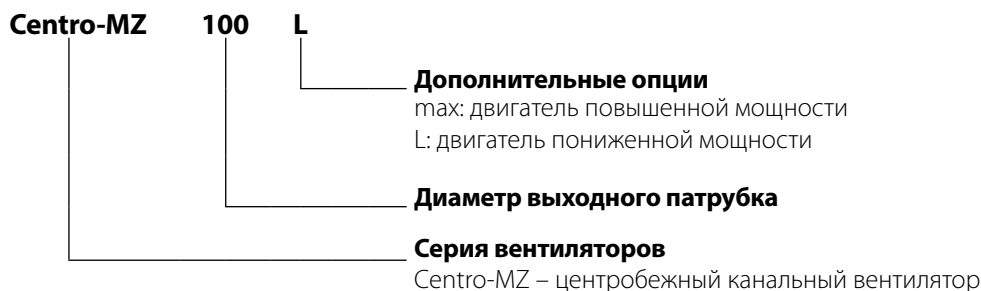 Centro-MZ 100 L
Дополнительные опции
max: двигатель повышенной мощности
L: двигатель пониженной мощности
Диаметр выходного патрубка
Серия вентиляторов
Centro-MZ – центробежный канальный вентилятор